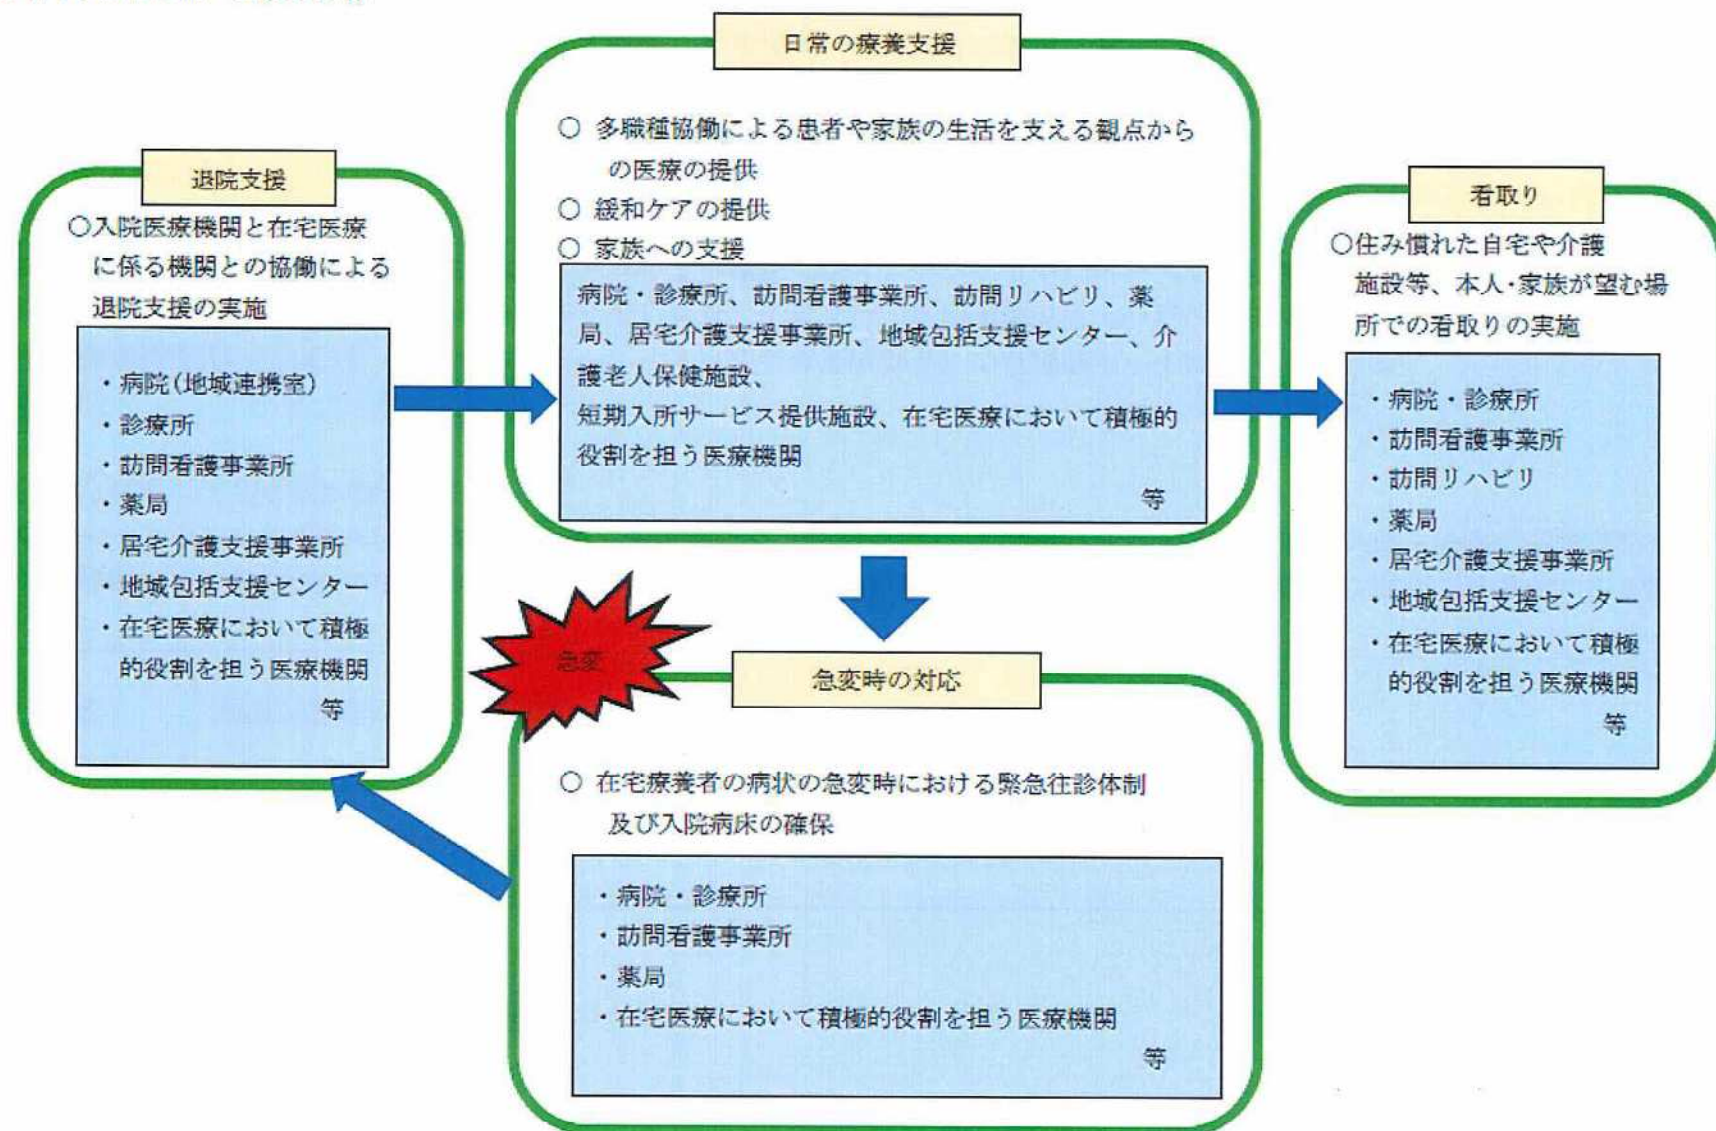 日常の療養支援
○ 多職種協働による患者や家族の生活を支える観点から
の医療の提供
○ 緩和ケアの提供
○ 家族への支援
病院・診療所、訪問看護事業所、訪問リハビリ、薬
局、居宅介護支援事業所、地域包括支援センター、介
護老人保健施設、
短期入所サービス提供施設、在宅医療において積極的
役割を担う医療機関
等
退院支援
○入院医療機関と在宅医療
に係る機関との協働による
退院支援の実施
・病院(地域連携室)
・診療所
・訪問看護事業所
・薬局
・居宅介護支援事業所
・地域包括支援センター
・在宅医療において積極
的役割を担う医療機関
等
看取り
○住み慣れた自宅や介護
施設等、本人・家族が望む場
所での看取りの実施
・病院・診療所
・訪問看護事業所
・訪問リハビリ
・薬局
・居宅介護支援事業所
・地域包括支援センター
・在宅医療において積極
的役割を担う医療機関
等
急変
急変時の対応
○ 在宅療養者の病状の急変時における緊急往診体制
及び入院病床の確保
・病院・診療所
・訪問看護事業所
・薬局
・在宅医療において積極的役割を担う医療機関
等